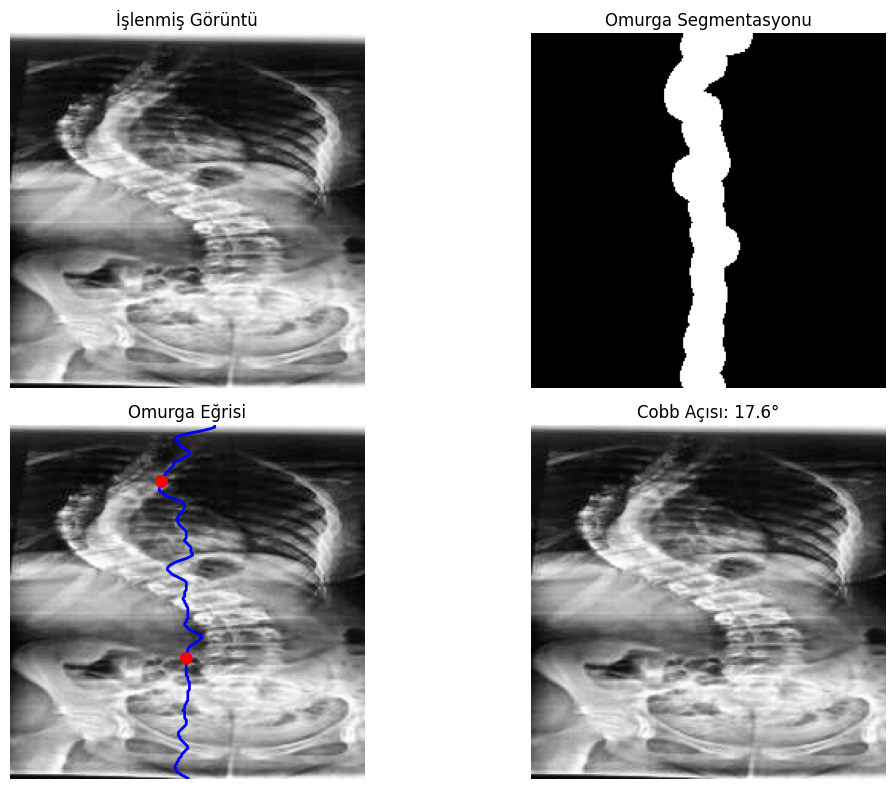 İşlenmiş Görüntü
Omurga Segmentasyonu
Omurga Eğrisi
Cobb Açısı: 17.6°